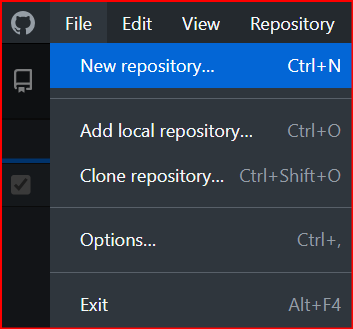 File Edit View Repository
New repository... Ctrl+N
Add local repository... Ctrl+O
Clone repository... Ctrl+Shift+O
Options... Ctrl+,
Exit Alt+F4